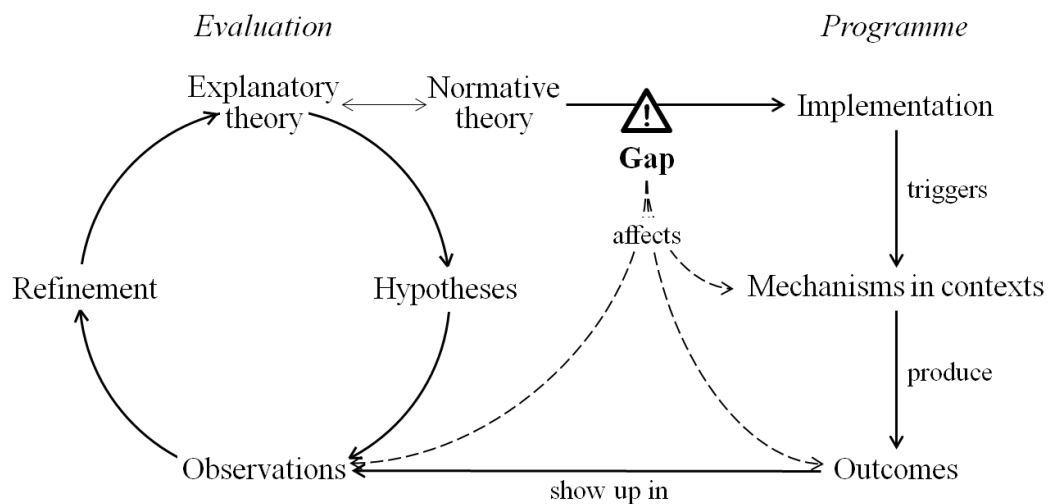 Evaluation
Programme
Explanatory
theory
Normative
theory
!
Implementation
Gap
triggers
affects
Refinement
Hypotheses
Mechanisms in contexts
produce
Observations
Outcomes
show up in